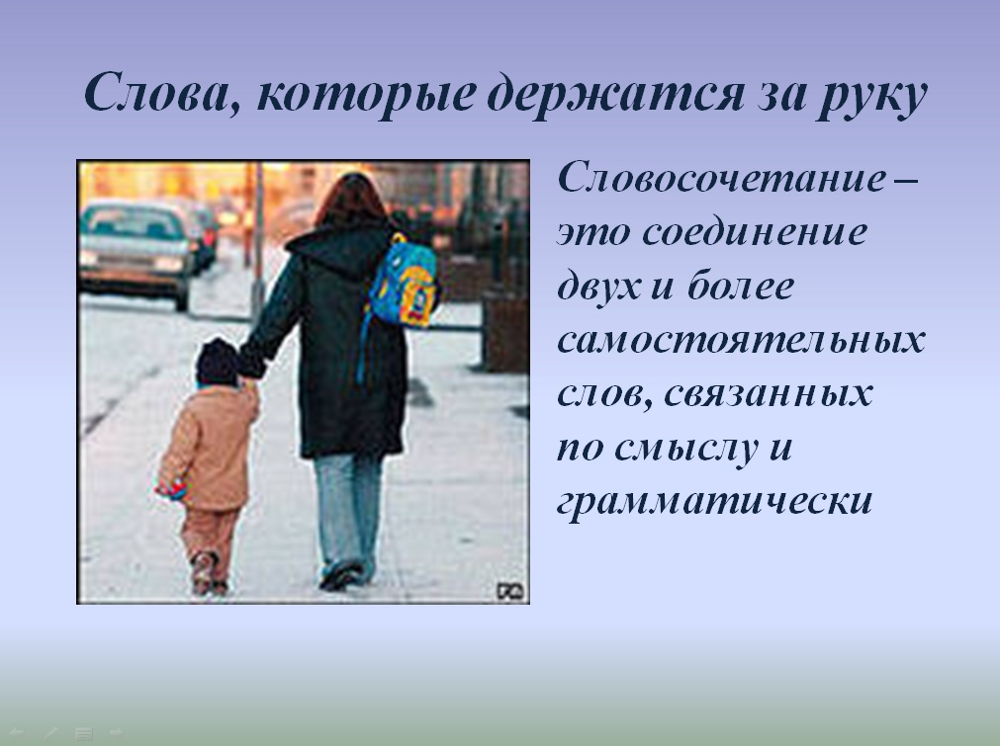 Слова, которые держатся за руку
Словосочетание –
это соединение
двух и более
самостоятельных
слов, связанных
по смыслу и
грамматически